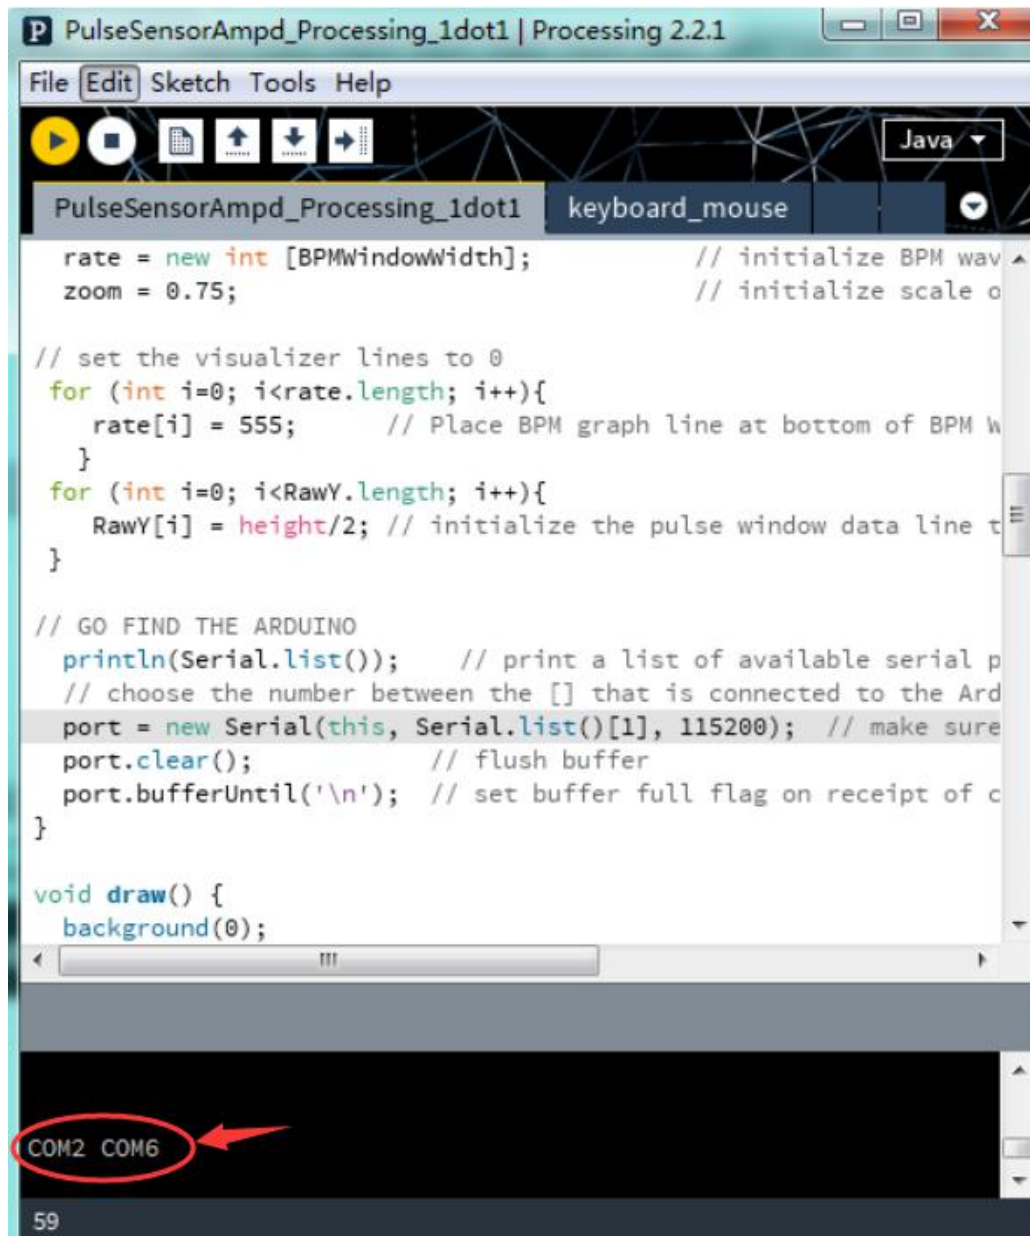 PulseSensorAmpd_Processing_1dot1 | Processing 2.2.1
File Edit Sketch Tools Help
Java
PulseSensorAmpd_Processing_1dot1 keyboard_mouse
rate = new int [BPMWindowWidth]; // initialize BPM wav
zoom = 0.75; // initialize scale o
// set the visualizer lines to 0
for (int i=0; i<rate.length; i++){
rate[i] = 555; // Place BPM graph line at bottom of BPM W
}
for (int i=0; i<RawY.length; i++){
RawY[i] = height/2; // initialize the pulse window data line t
}
// GO FIND THE ARDUINO
println(Serial.list()); // print a list of available serial p
// choose the number between the [] that is connected to the Ard
port = new Serial(this, Serial.list()[1], 115200); // make sure
port.clear(); // flush buffer
port.bufferUntil('\n'); // set buffer full flag on receipt of c
}
void draw() {
background(0);
COM2 COM6
59